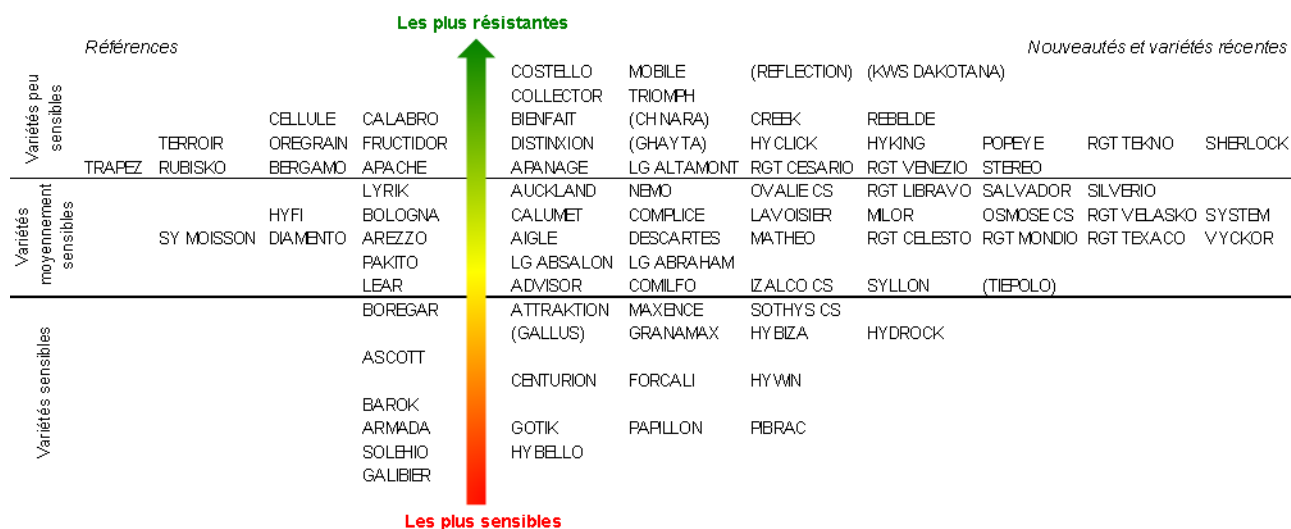 Les plus résistantes
Références
Nouveautés et variétés récentes
Variétés peu sensibles
COSTELLO MOBILE (REFLECTION) (KWS DAKOTANA)
COLLECTOR TRIOMPH
CELLULE CALABRO BIENFAIT (CHNARA) CREEK REBELDE
TERROIR OREGRAIN FRUCTIDOR DISTINXION (GHAYTA) HYCLICK HYKING POPEYE RGT TEKNO SHERLOCK
TRAPEZ RUBISKO BERGAMO APACHE APANAGE LG ALTAMONT RGT CESARIO RGT VENEZIO STEREO
Variétés moyennement sensibles
LYRIK AUCKLAND NEMO OVALIE CS RGT LIBRAVO SALVADOR SILVERIO
HYFI BOLOGNA CALUMET COMPLICE LAVOISIER MILOR OSMOSE CS RGT VELASKO SYSTEM
SY MOISSON DIAMENTO AREZZO AIGLE DESCARTES MATHEO RGT CELESTO RGT MONDIO RGT TEXACO VYCKOR
PAKITO LG ABSALON LG ABRAHAM
LEAR ADVISOR COMILFO IZALCO CS SYLLON (TIEPOLO)
Variétés sensibles
BOREGAR ATTRAKTION MAXENCE SOTHYS CS
(GALLUS) GRANAMAX HYBIZA HYDROCK
ASCOTT
CENTURION FORCALI HYWIN
BAROK
ARMADA GOTIK PAPILLON PIBRAC
SOLEHIO HYBELLO
GALIBIER
Les plus sensibles